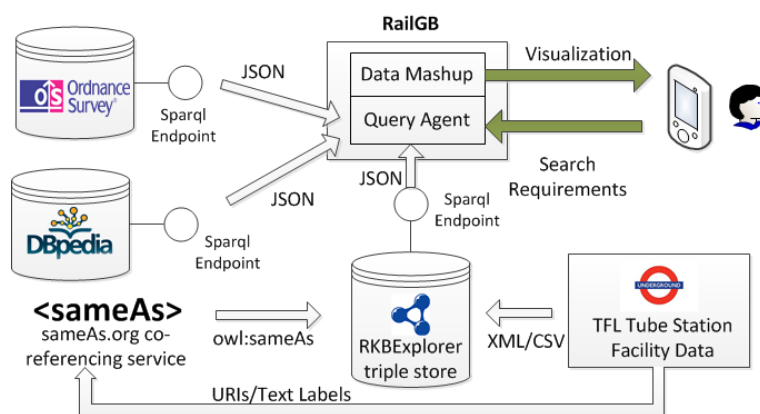 RailGB
JSON
Visualization
Data Mashup
OS Ordnance
Survey®
Sparql
Endpoint
Query Agent
JSON
Search
Requirements
JSON
Sparql
Endpoint
DBpedia
Sparql
Endpoint
UNDERGROUND
<sameAs>
sameAs.org co-
referencing service
owl:sameAs
RKBExplorer
triple store
XML/CSV
TFL Tube Station
Facility Data
URIs/Text Labels